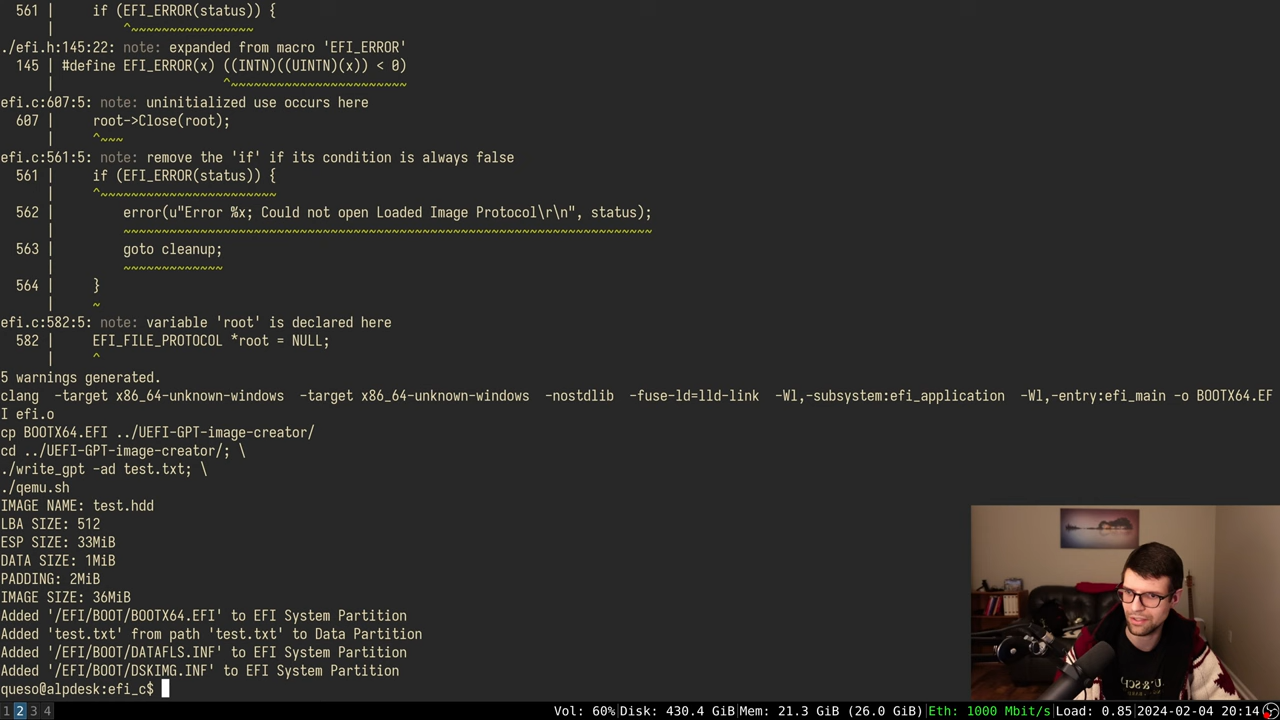 561 |     if (EFI_ERROR(status)) {
    |         ^~~~~~~~~~~~~~~~~
./efi.h:145:22: note: expanded from macro 'EFI_ERROR'
145 | #define EFI_ERROR(x) ((INTN)((UINTN)(x)) < 0)
    |                      ^~~~~~~~~~~~~~~~~~~~~~~~
efi.c:607:5: note: uninitialized use occurs here
607 |     root->Close(root);
    |     ^~~~
efi.c:561:5: note: remove the 'if' if its condition is always false
561 |     if (EFI_ERROR(status)) {
    |     ^~~~~~~~~~~~~~~~~~~~~~~~
562 |         error(u"Error %x; Could not open Loaded Image Protocol\r\n", status);
    |         ~~~~~~~~~~~~~~~~~~~~~~~~~~~~~~~~~~~~~~~~~~~~~~~~~~~~~~~~~~~~~~~~~~~~~
563 |         goto cleanup;
    |         ~~~~~~~~~~~~~
564 |     }
    |     ~
efi.c:582:5: note: variable 'root' is declared here
582 |     EFI_FILE_PROTOCOL *root = NULL;
    |     ^
5 warnings generated.
clang  -target x86_64-unknown-windows  -target x86_64-unknown-windows  -nostdlib  -fuse-ld=lld-link  -Wl,-subsystem:efi_application  -Wl,-entry:efi_main -o BOOTX64.EF
I efi.o
cp BOOTX64.EFI ../UEFI-GPT-image-creator/
cd ../UEFI-GPT-image-creator/; \
./write_gpt -ad test.txt; \
./qemu.sh
IMAGE NAME: test.hdd
LBA SIZE: 512
ESP SIZE: 33MiB
DATA SIZE: 1MiB
PADDING: 2MiB
IMAGE SIZE: 36MiB
Added '/EFI/BOOT/BOOTX64.EFI' to EFI System Partition
Added 'test.txt' from path 'test.txt' to Data Partition
Added '/EFI/BOOT/DATAFLS.INF' to EFI System Partition
Added '/EFI/BOOT/DSKIMG.INF' to EFI System Partition
queso@alpdesk:efi_c$
1 2 3 4 Vol: 60%|Disk: 430.4 GiB|Mem: 21.3 GiB (26.0 GiB)|Eth: 1000 Mbit/s|Load: 0.85|2024-02-04 20:14